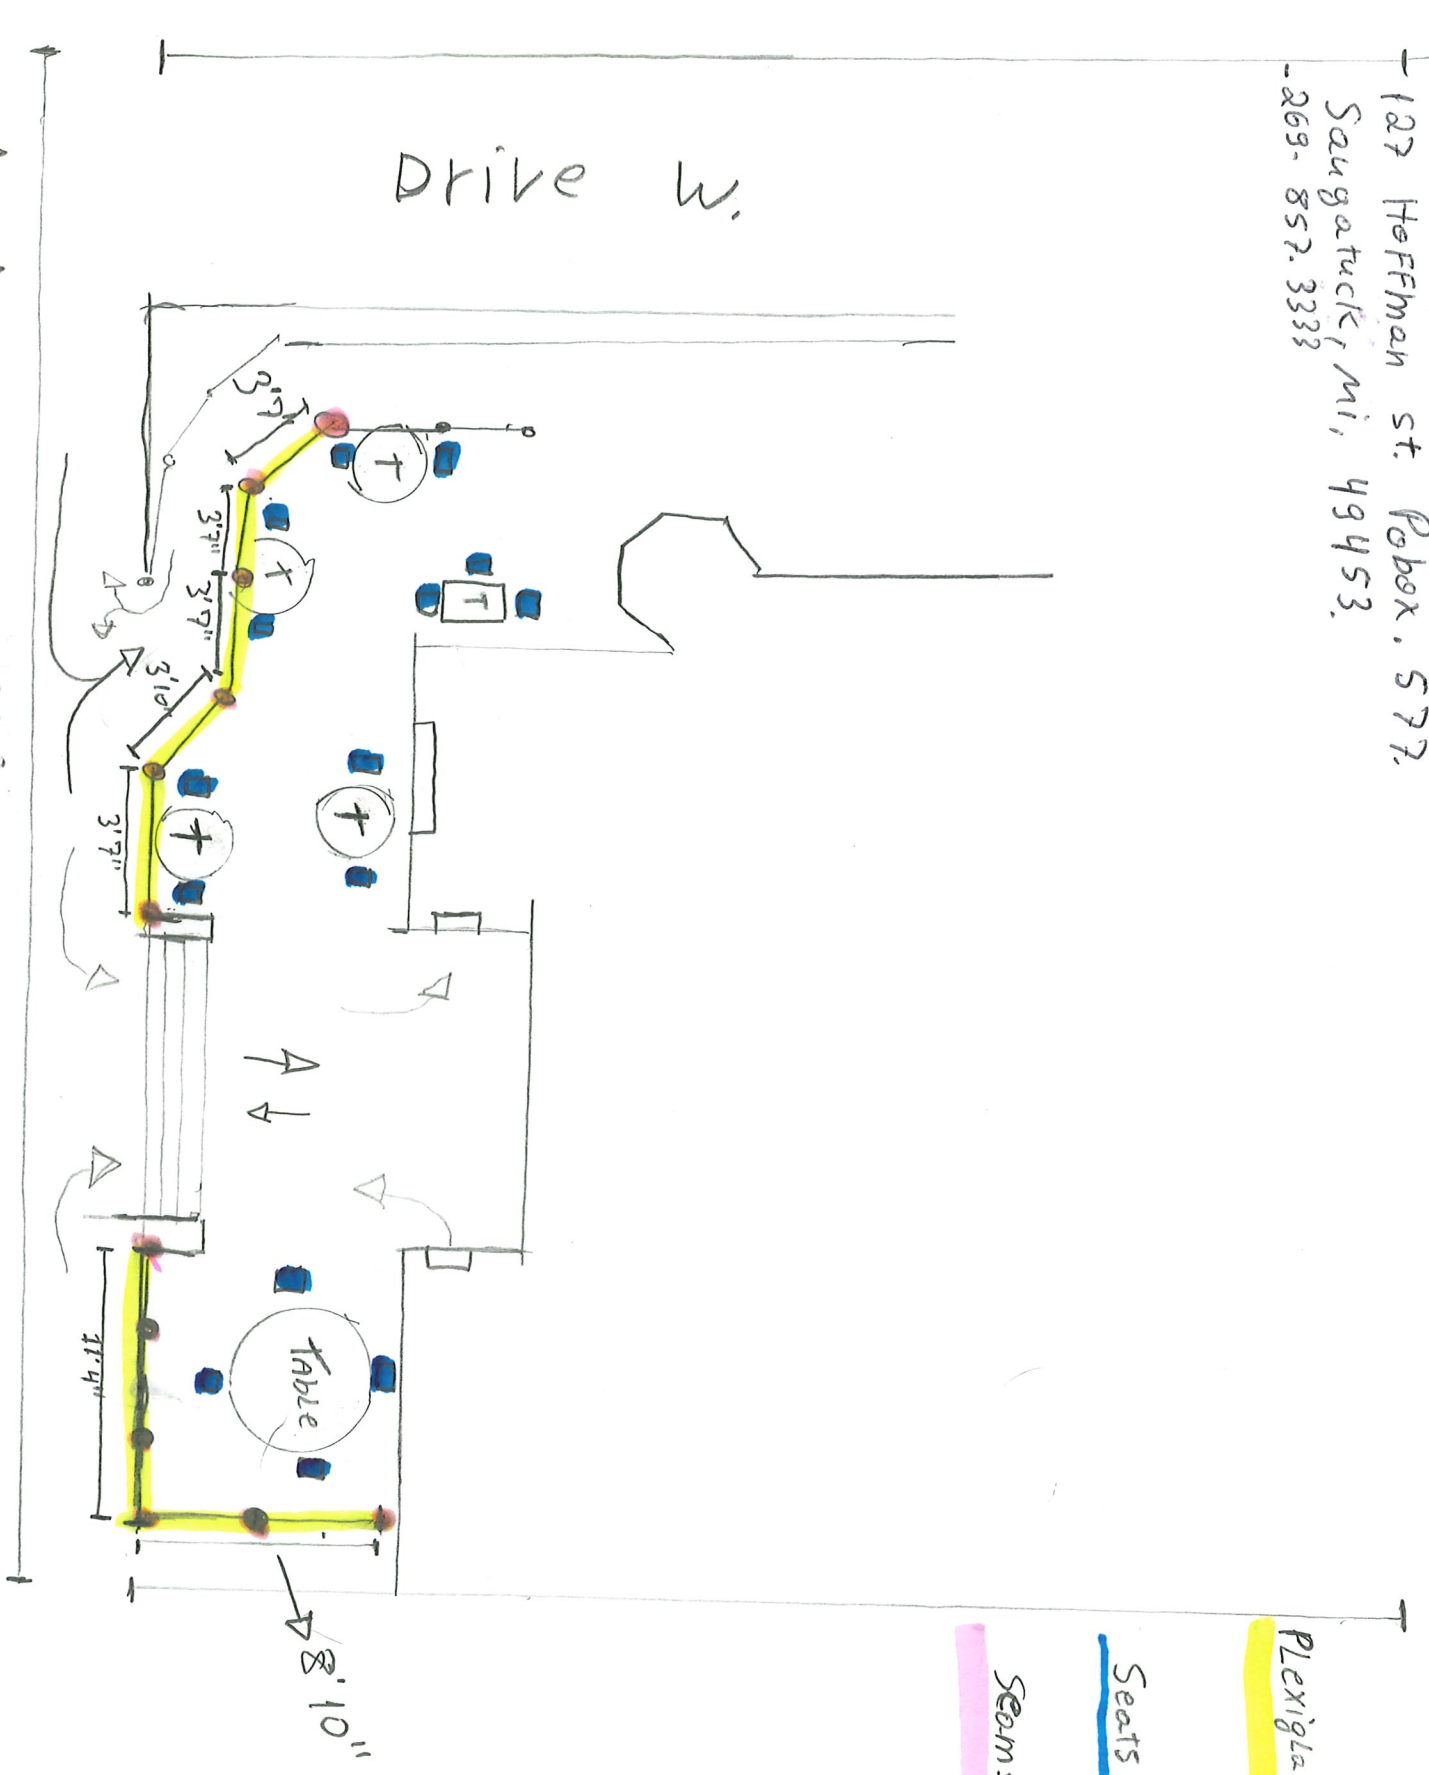 127 Hoffman st. Pobox. 577.
Saugatuck, Mi, 49453.
-269-857-3333
Drive W.
3'7"
T
3'7"
T
3'7"
T
3'10"
3'7"
T
T
11'4"
TABLE
8'10"
PLexigla
Seats
Seam